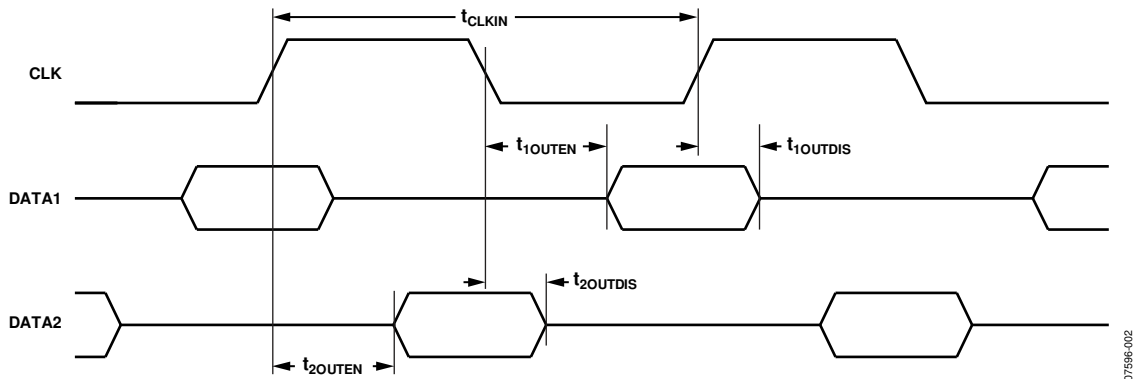 tCLKIN
CLK
t1OUTEN
t1OUTDIS
DATA1
t2OUTDIS
DATA2
t2OUTEN
07596-002